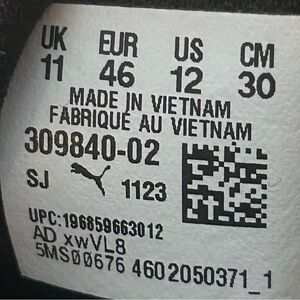 UK EUR US CM
11 46 12 30
MADE IN VIETNAM
FABRIQUÉ AU VIETNAM
309840-02
SJ 1123
UPC:196859663012
AD xwVL8
5MS00676 4602050371_1